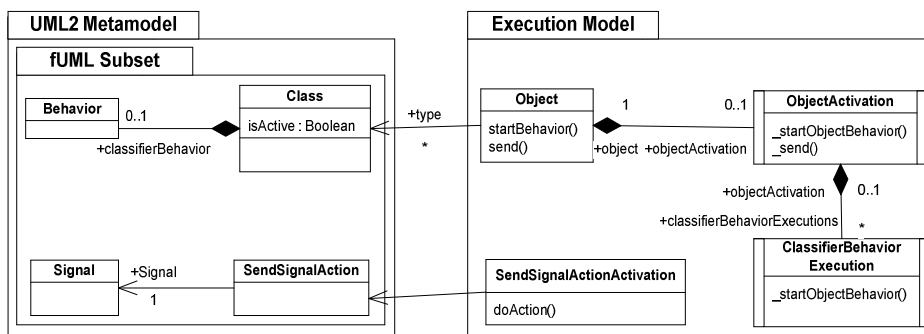 UML2 Metamodel
Execution Model
fUML Subset
Behavior
0..1
+classifierBehavior
Class
isActive : Boolean
+type
*
Object
startBehavior()
send()
1
0..1
+object
+objectActivation
ObjectActivation
_startObjectBehavior()
_send()
+objectActivation
0..1
+classifierBehaviorExecutions
*
ClassifierBehavior
Execution
_startObjectBehavior()
Signal
+Signal
1
SendSignalAction
SendSignalActionActivation
doAction()